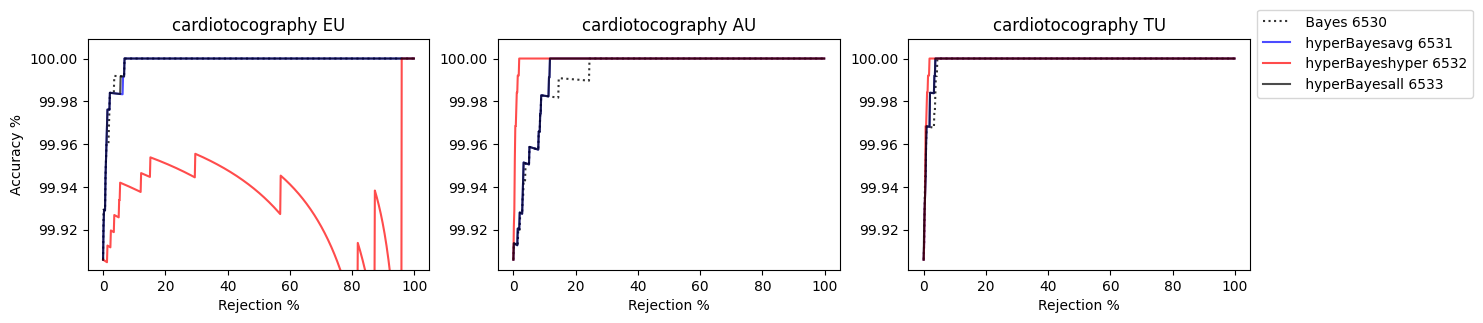 cardiotocography EU
cardiotocography AU
cardiotocography TU
Bayes 6530
hyperBayesavg 6531
hyperBayeshyper 6532
hyperBayesall 6533
Accuracy %
100.00
99.98
99.96
99.94
99.92
0 20 40 60 80 100
Rejection %
100.00
99.98
99.96
99.94
99.92
0 20 40 60 80 100
Rejection %
100.00
99.98
99.96
99.94
99.92
0 20 40 60 80 100
Rejection %